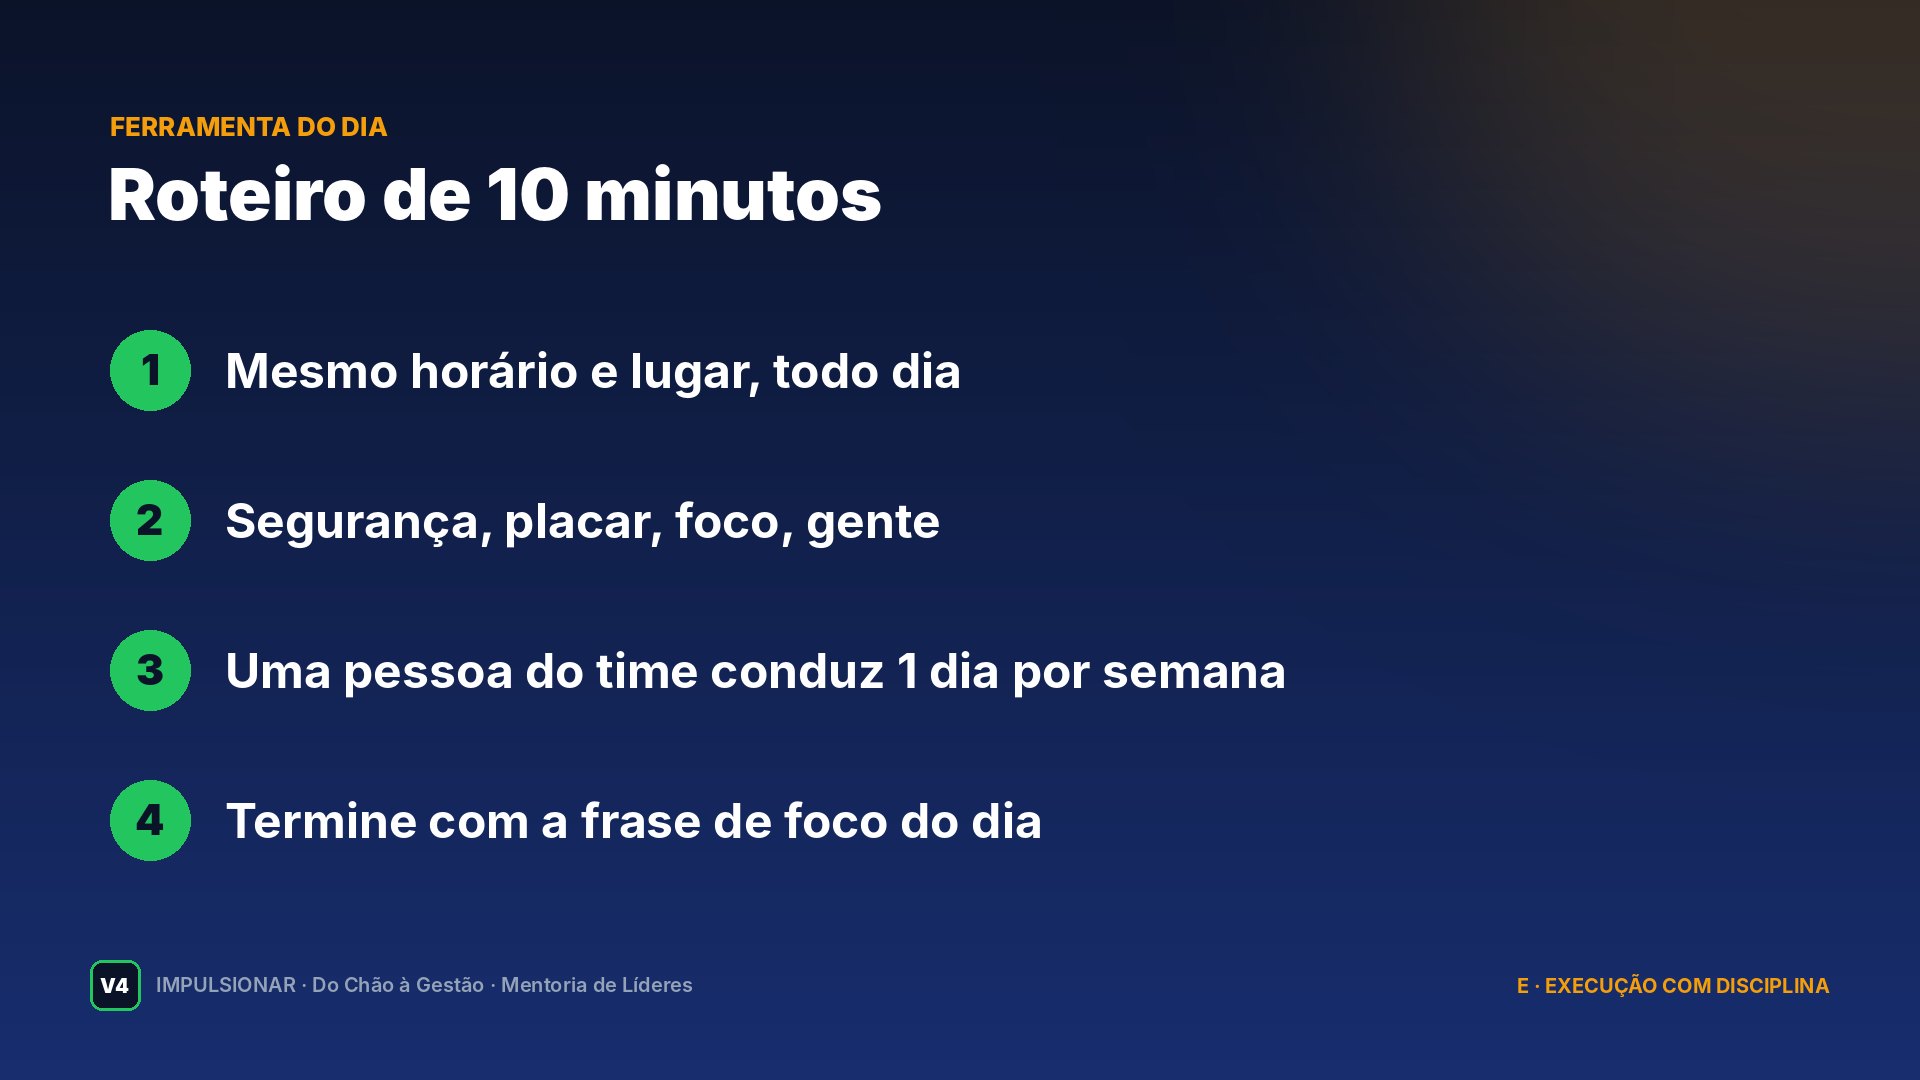 FERRAMENTA DO DIA
Roteiro de 10 minutos
1 Mesmo horário e lugar, todo dia
2 Segurança, placar, foco, gente
3 Uma pessoa do time conduz 1 dia por semana
4 Termine com a frase de foco do dia
V4 IMPULSIONAR · Do Chão à Gestão · Mentoria de Líderes
E · EXECUÇÃO COM DISCIPLINA